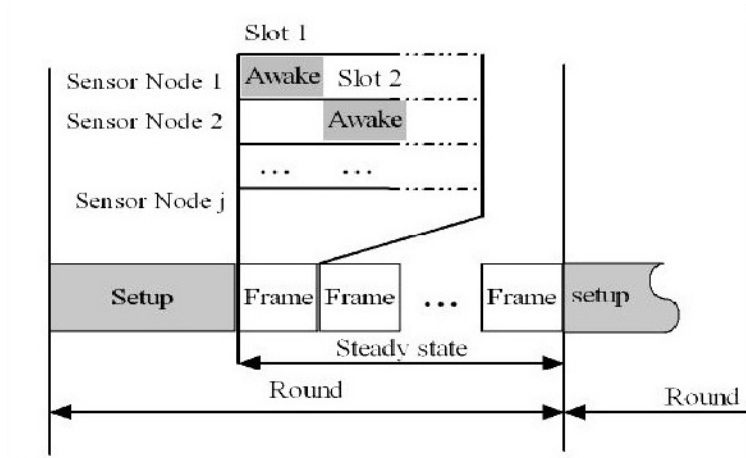 Slot 1
Sensor Node 1 Awake Slot 2
Sensor Node 2 Awake
... ...
Sensor Node j
Setup Frame Frame ... Frame setup
Steady state
Round Round